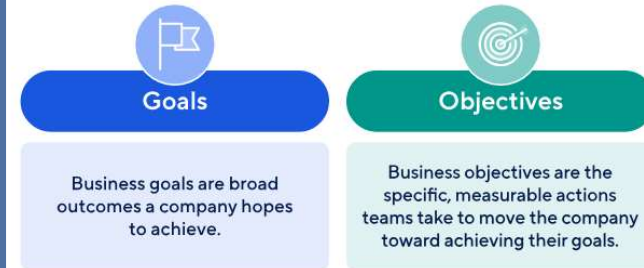 Goals
Business goals are broad
outcomes a company hopes
to achieve.
Objectives
Business objectives are the
specific, measurable actions
teams take to move the company
toward achieving their goals.